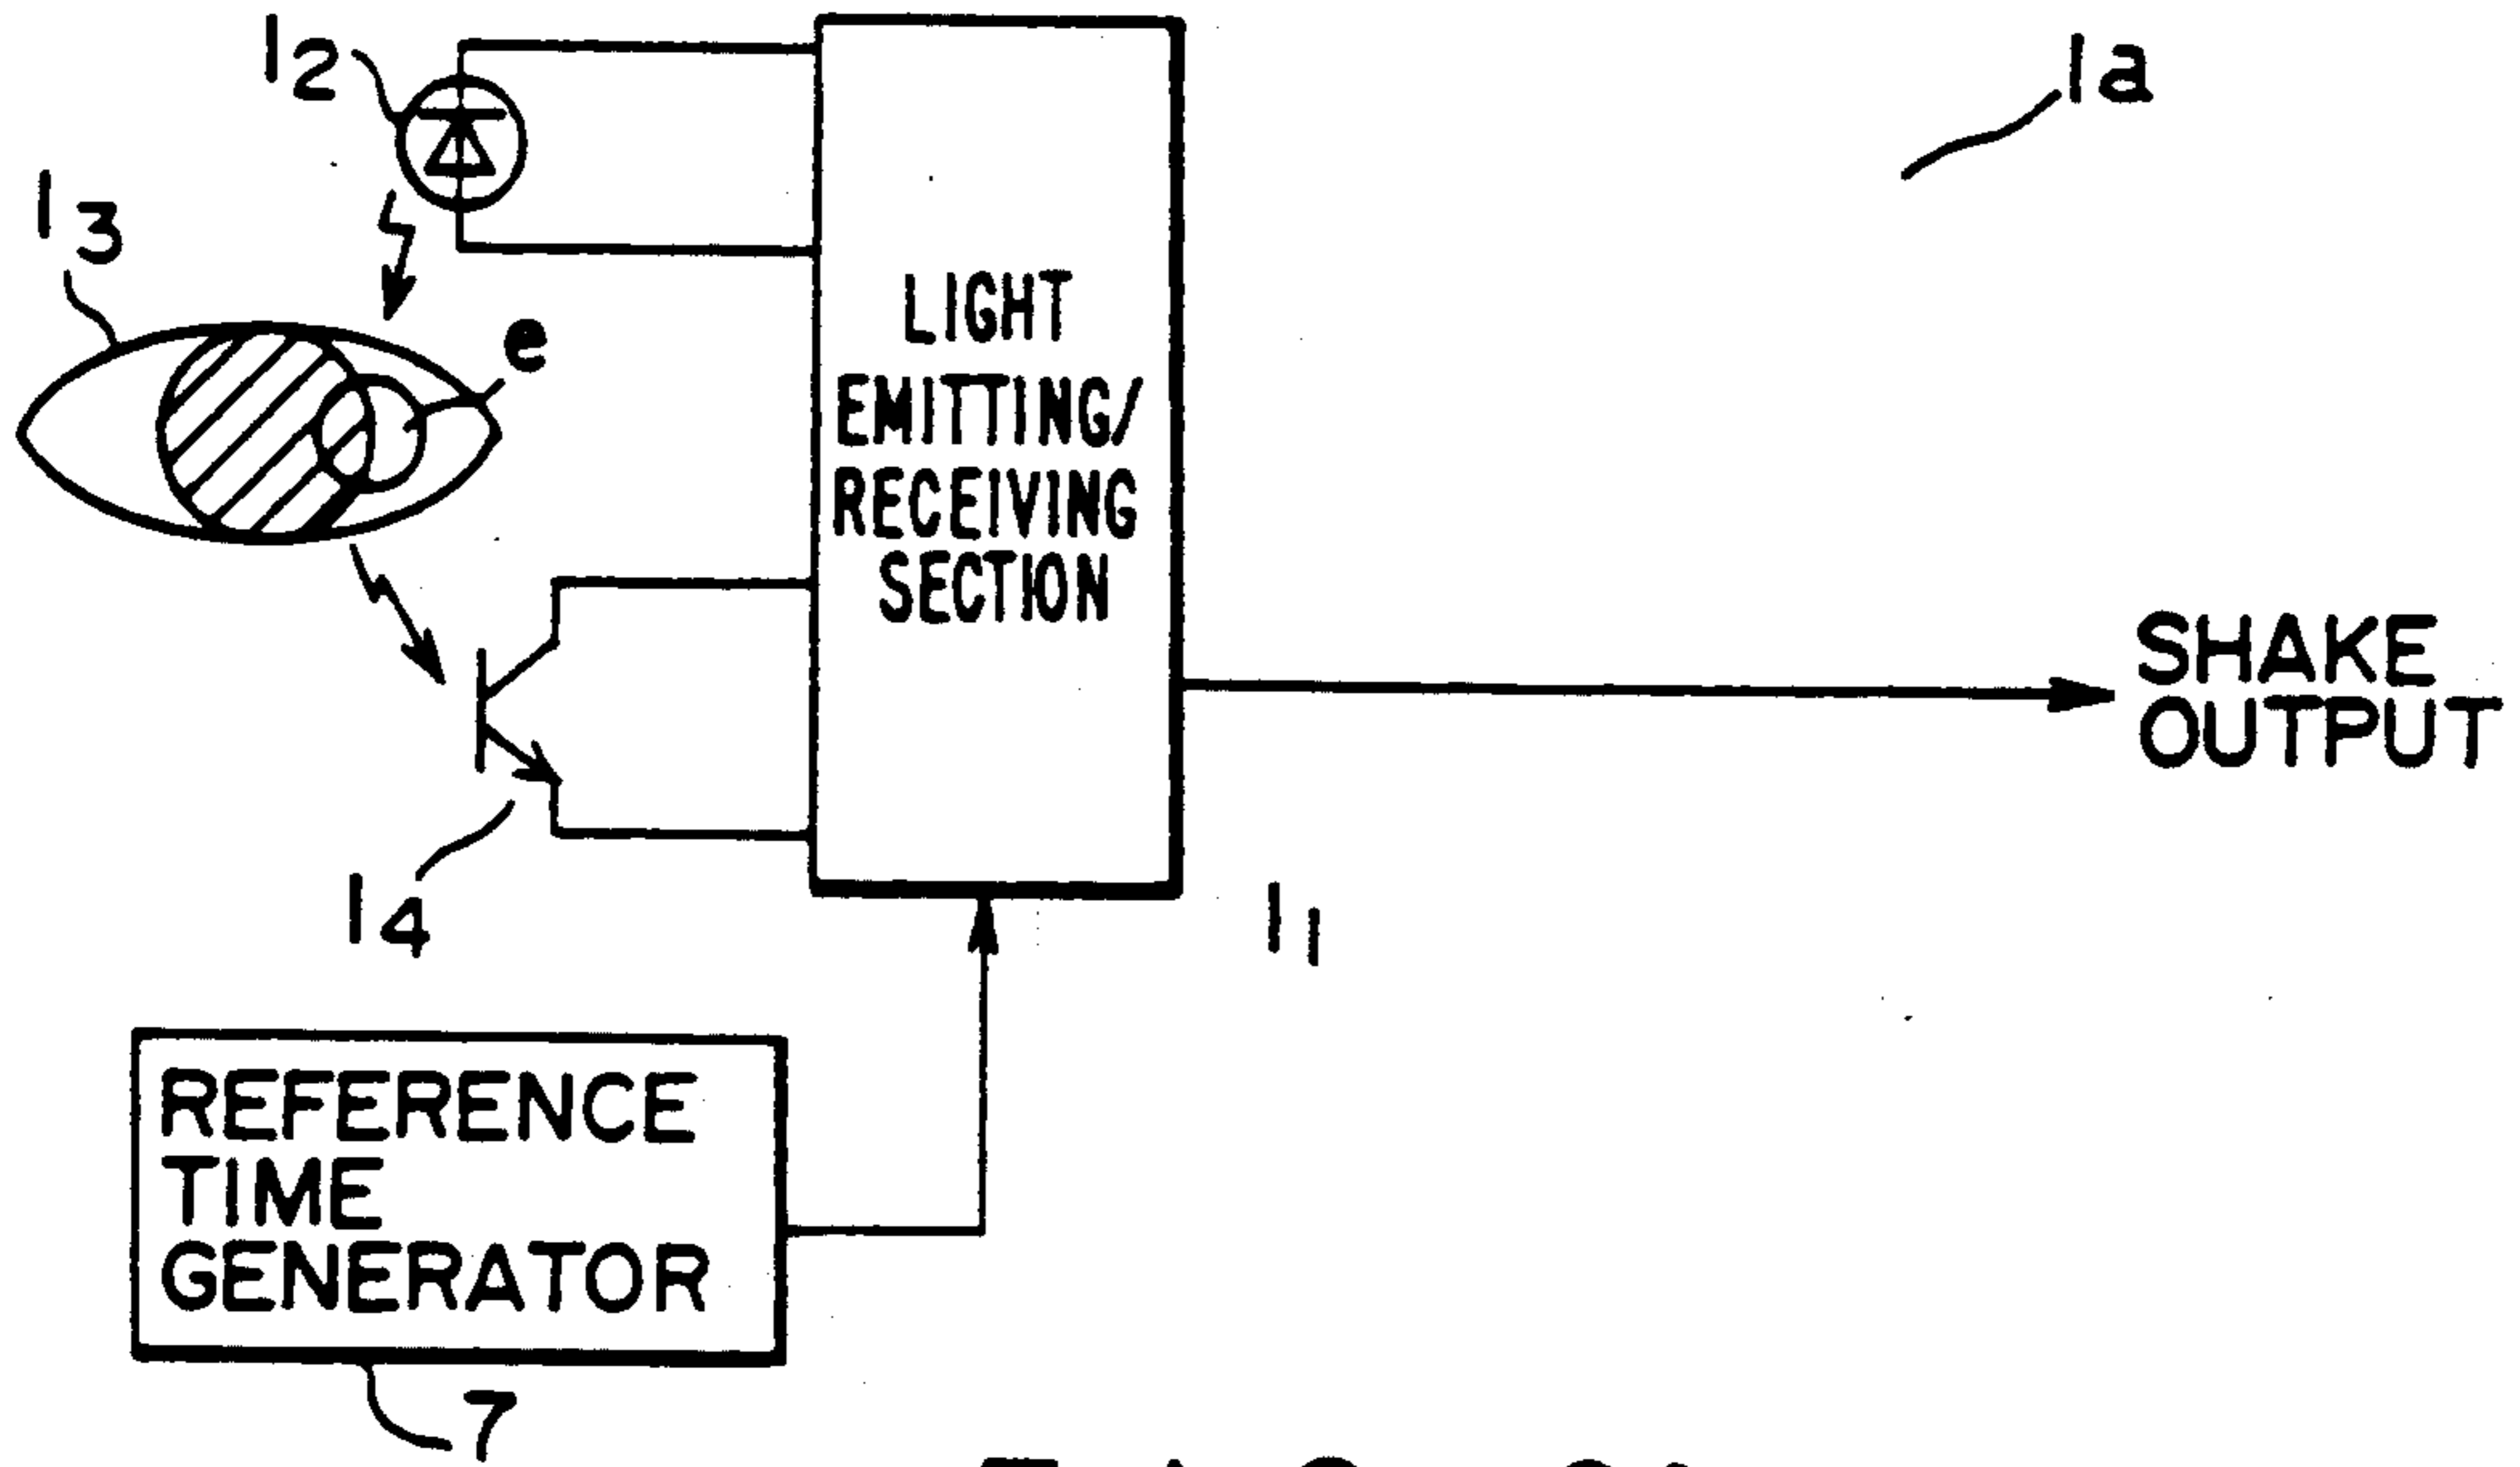 1₂
1a
1₃
e
LIGHT
EMITTING/
RECEIVING
SECTION
SHAKE
OUTPUT
1₄
1₁
REFERENCE
TIME
GENERATOR
7